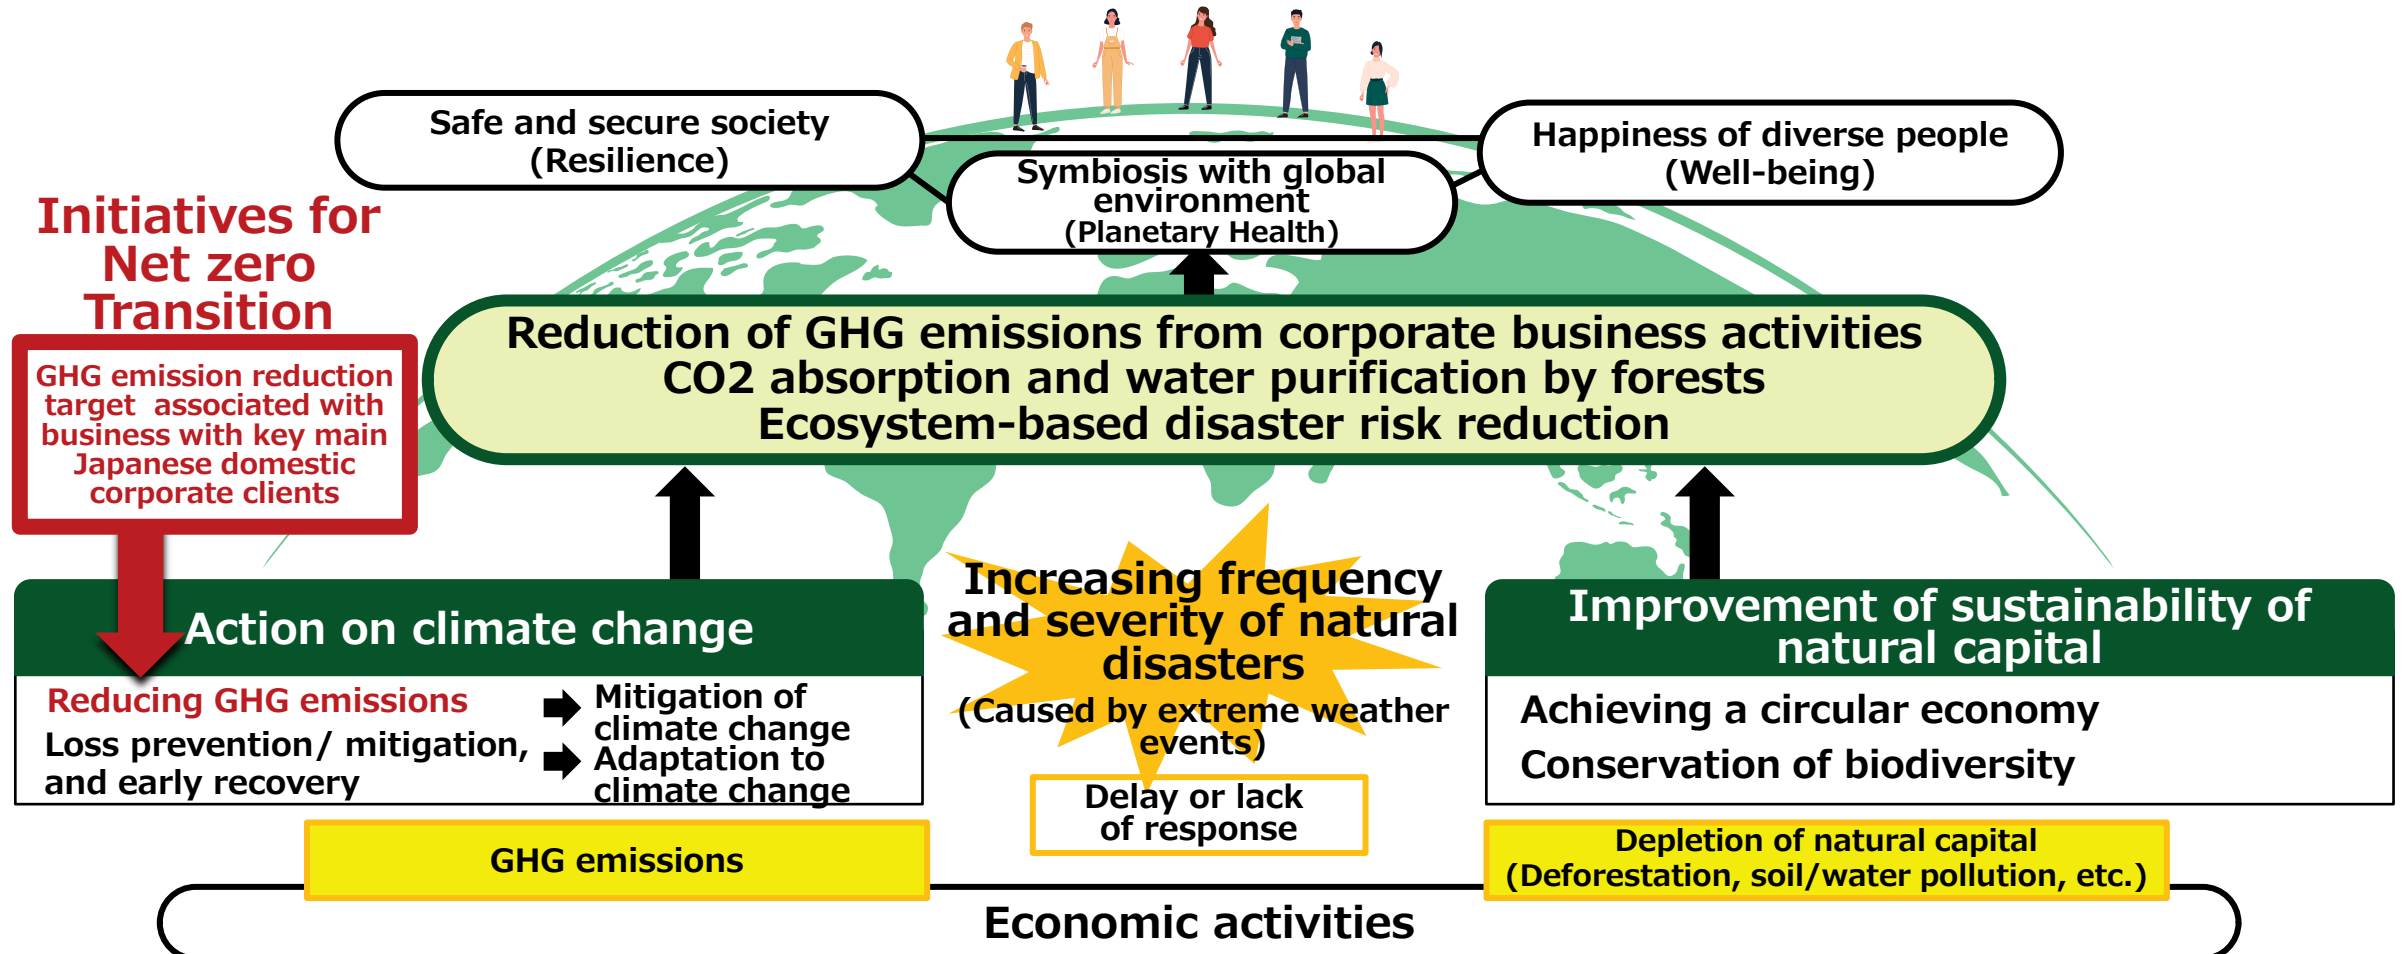 Safe and secure society
(Resilience)
Happiness of diverse people
(Well-being)
Symbiosis with global
environment
(Planetary Health)
Initiatives for
Net zero
Transition
GHG emission reduction
target associated with
business with key main
Japanese domestic
corporate clients
Reduction of GHG emissions from corporate business activities
CO2 absorption and water purification by forests
Ecosystem-based disaster risk reduction
Action on climate change
Reducing GHG emissions
Mitigation of
climate change
Loss prevention/ mitigation,
and early recovery
Adaptation to
climate change
Increasing frequency
and severity of natural
disasters
(Caused by extreme weather
events)
Delay or lack
of response
Improvement of sustainability of
natural capital
Achieving a circular economy
Conservation of biodiversity
GHG emissions
Depletion of natural capital
(Deforestation, soil/water pollution, etc.)
Economic activities